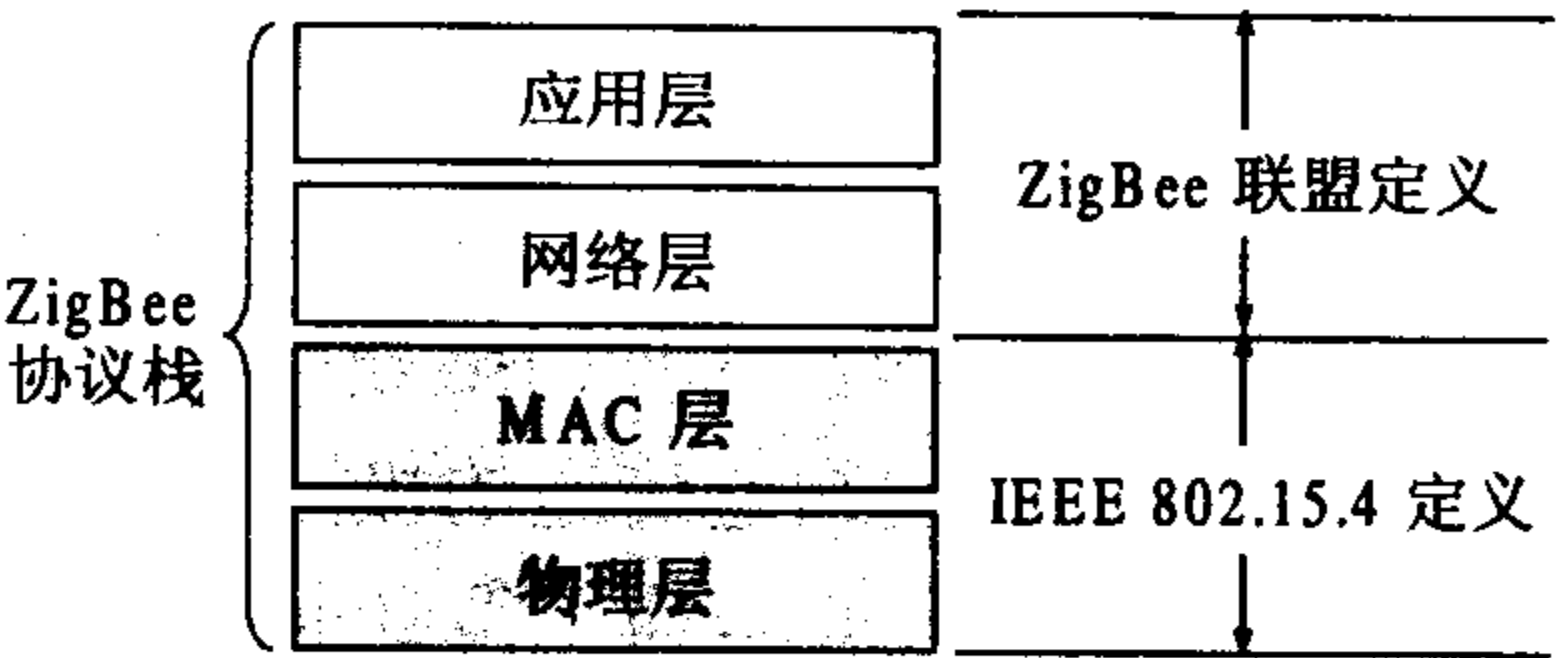 应用层
ZigBee 联盟定义
网络层
ZigBee
协议栈
MAC 层
IEEE 802.15.4 定义
物理层